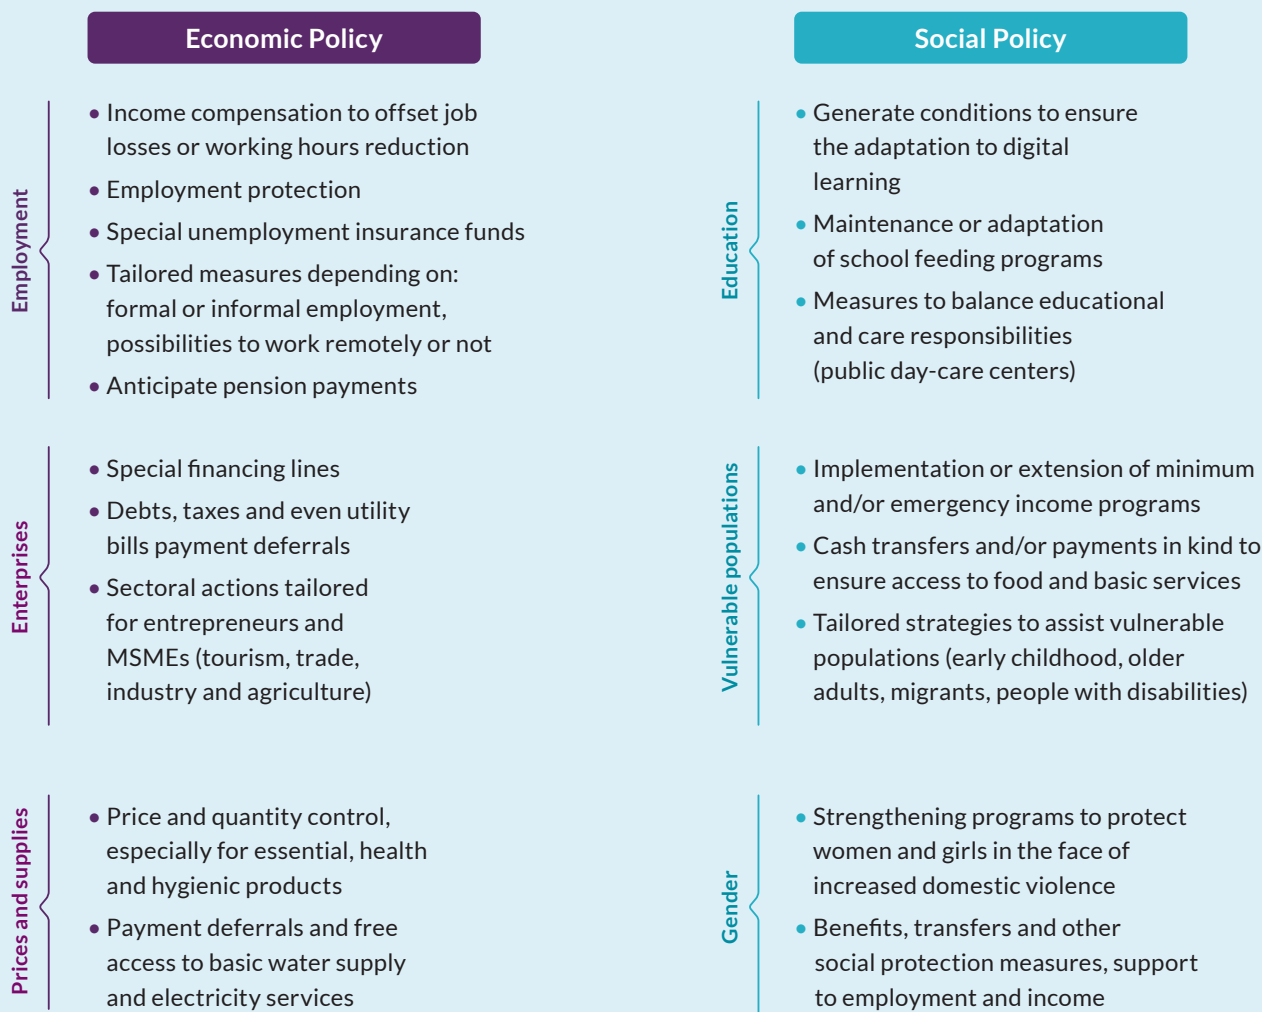 Economic Policy
Employment
• Income compensation to offset job
losses or working hours reduction
• Employment protection
• Special unemployment insurance funds
• Tailored measures depending on:
formal or informal employment,
possibilities to work remotely or not
• Anticipate pension payments
Enterprises
• Special financing lines
• Debts, taxes and even utility
bills payment deferrals
• Sectoral actions tailored
for entrepreneurs and
MSMEs (tourism, trade,
industry and agriculture)
Prices and supplies
• Price and quantity control,
especially for essential, health
and hygienic products
• Payment deferrals and free
access to basic water supply
and electricity services
Social Policy
Education
• Generate conditions to ensure
the adaptation to digital
learning
• Maintenance or adaptation
of school feeding programs
• Measures to balance educational
and care responsibilities
(public day-care centers)
Vulnerable populations
• Implementation or extension of minimum
and/or emergency income programs
• Cash transfers and/or payments in kind to
ensure access to food and basic services
• Tailored strategies to assist vulnerable
populations (early childhood, older
adults, migrants, people with disabilities)
Gender
• Strengthening programs to protect
women and girls in the face of
increased domestic violence
• Benefits, transfers and other
social protection measures, support
to employment and income